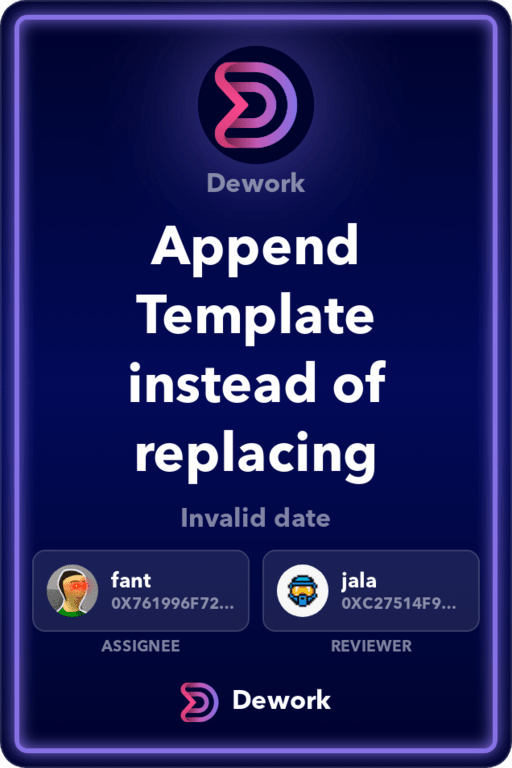 Dework
Append
Template
instead of
replacing
Invalid date
fant
0X761996F72...
jala
0XC27514F9...
ASSIGNEE
REVIEWER
Dework